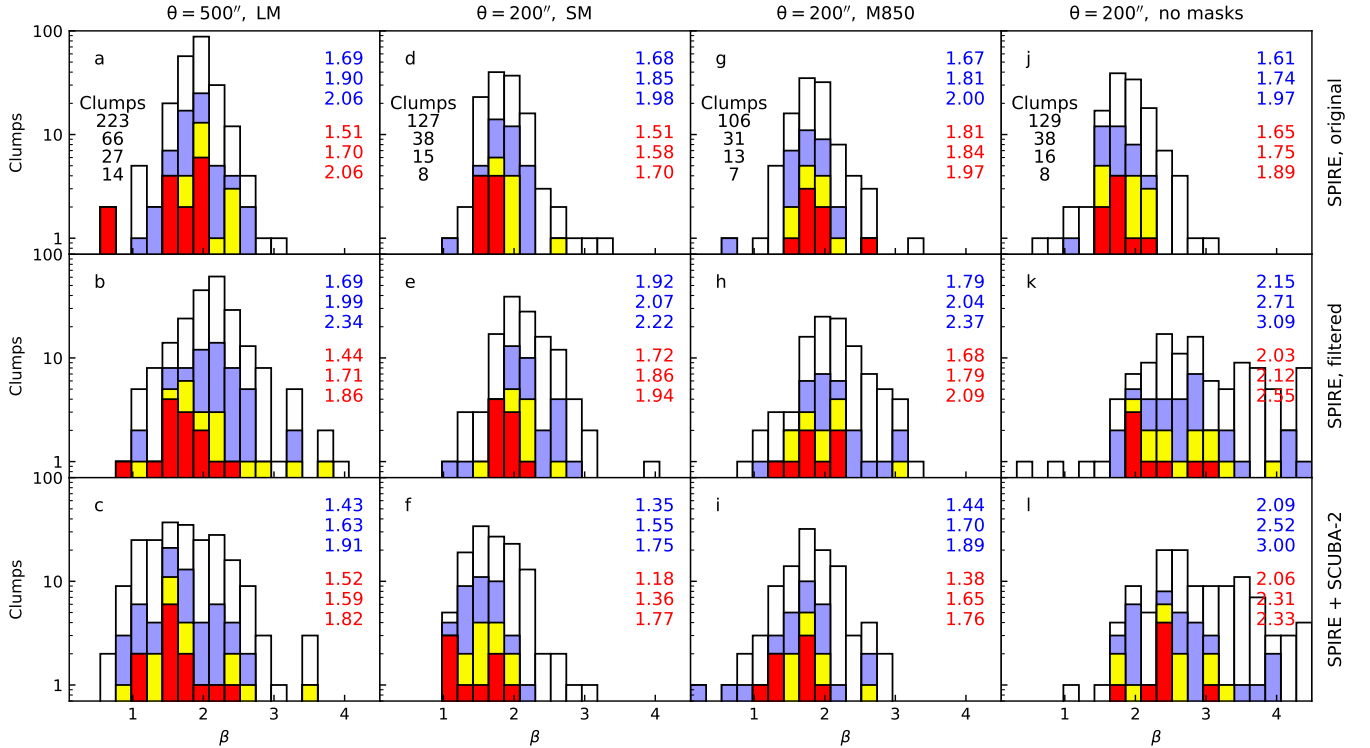 θ = 500″, LM
θ = 200″, SM
θ = 200″, M850
θ = 200″, no masks
100
10
1
Clumps
a
Clumps
223
66
27
14
1.69
1.90
2.06
1.51
1.70
2.06
d
Clumps
127
38
15
8
1.68
1.85
1.98
1.51
1.58
1.70
g
Clumps
106
31
13
7
1.67
1.81
2.00
1.81
1.84
1.97
j
Clumps
129
38
16
8
1.61
1.74
1.97
1.65
1.75
1.89
SPIRE, original
100
10
1
Clumps
b
1.69
1.99
2.34
1.44
1.71
1.86
e
1.92
2.07
2.22
1.72
1.86
1.94
h
1.79
2.04
2.37
1.68
1.79
2.09
k
2.15
2.71
3.09
2.03
2.12
2.55
SPIRE, filtered
100
10
1
Clumps
c
1.43
1.63
1.91
1.52
1.59
1.82
f
1.35
1.55
1.75
1.18
1.36
1.77
i
1.44
1.70
1.89
1.38
1.65
1.76
l
2.09
2.52
3.00
2.06
2.31
2.33
SPIRE + SCUBA-2
1 2 3 4
1 2 3 4
1 2 3 4
1 2 3 4
β
β
β
β